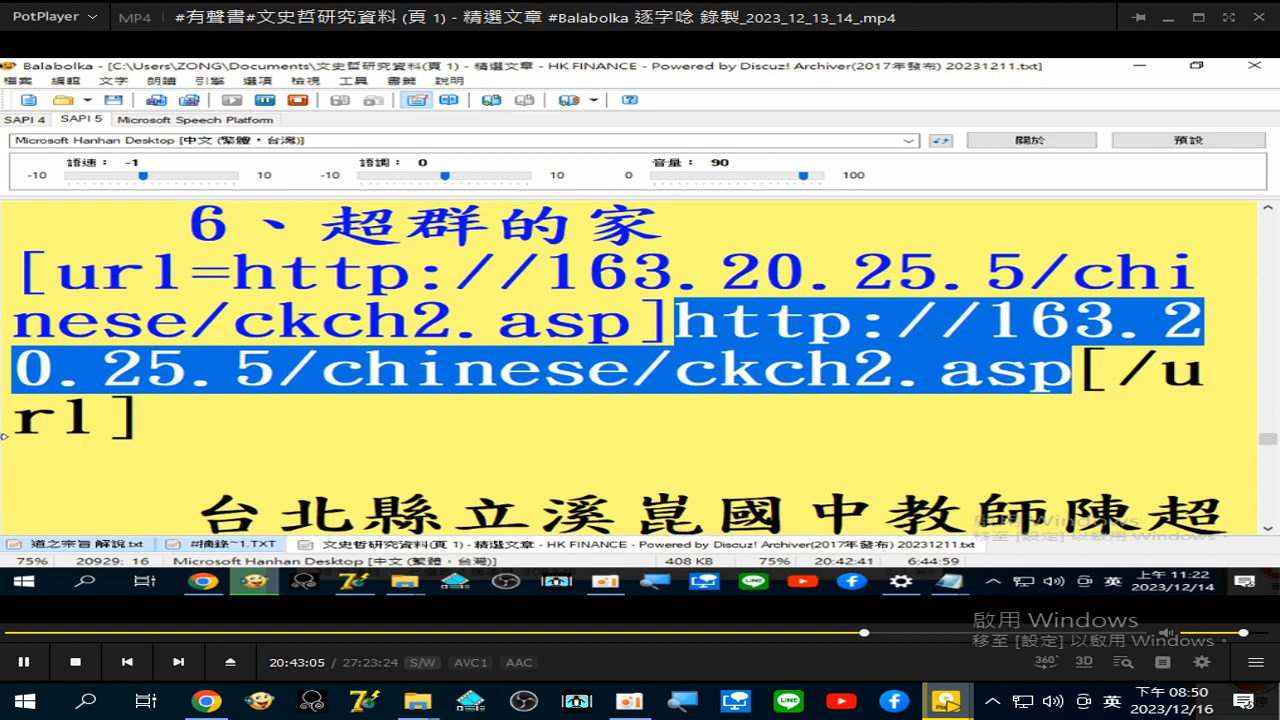 PotPlayer MP4 #有聲書#文史哲研究資料 (頁 1) - 精選文章 #Balabolka 逐字唸 錄製_2023_12_13_14_.mp4
Balabolka - [C:\Users\ZONG\Documents\文史哲研究資料(頁 1) - 精選文章 - HK FINANCE - Powered by Discuz! Archiver(2017年發布) 20231211.txt]
檔案 編輯 文字 朗讀 引擎 選項 檢視 工具 書籤 說明
SAPI 4 SAPI 5 Microsoft Speech Platform
Microsoft Hanhan Desktop [中文 (繁體，台灣)] 關於 預設
語速： -1 語調： 0 音量： 90
-10 10 -10 10 0 100
6、超群的家
[url=http://163.20.25.5/chi
nese/ckch2.asp]http://163.2
0.25.5/chinese/ckch2.asp[/u
rl]
台北縣立溪崑國中教師陳超
道之宗旨 解說.txt #摘錄~1.TXT 文史哲研究資料(頁 1) - 精選文章 - HK FINANCE - Powered by Discuz! Archiver(2017年發布) 20231211.txt
75% 20929: 16 Microsoft Hanhan Desktop [中文 (繁體，台灣)] 408 KB 75% 20:42:41 6:44:59
英 上午 11:22
2023/12/14
啟用 Windows
移至 [設定] 以啟用 Windows。
20:43:05 / 27:23:24 S/W AVC1 AAC 360° 3D
英 下午 08:50
2023/12/16